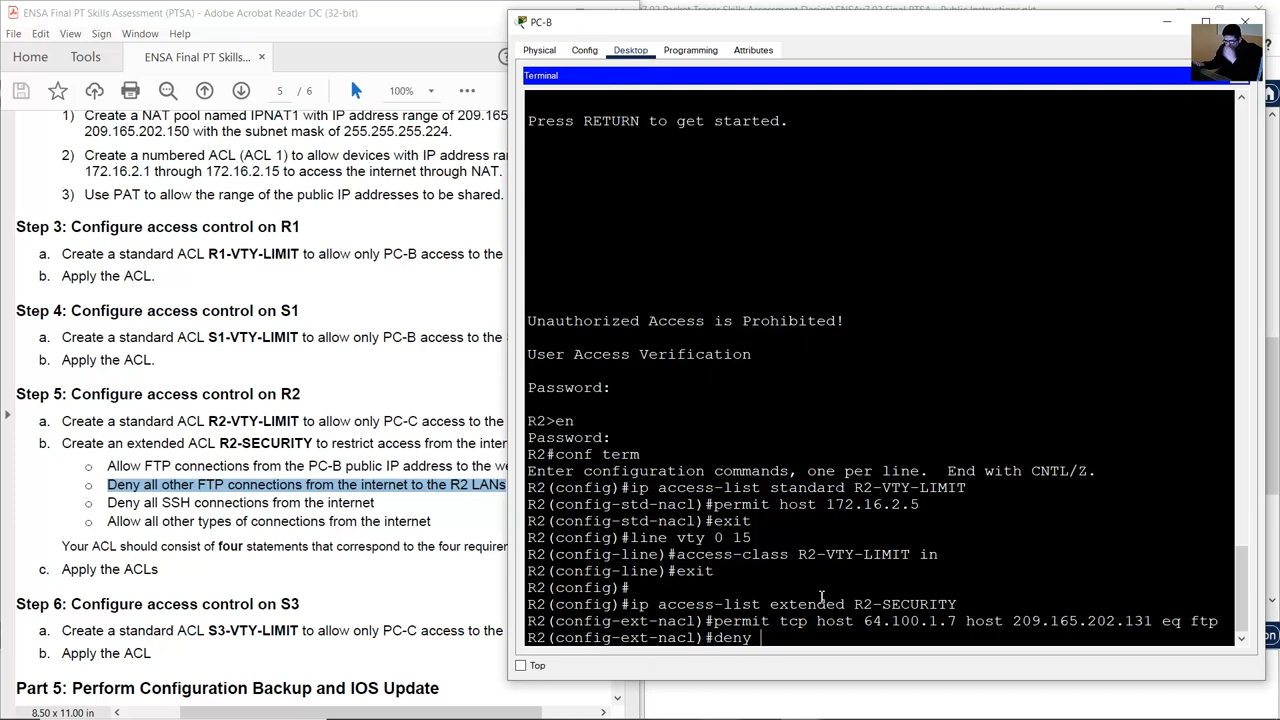 ENSA Final PT Skills Assessment (PTSA) - Adobe Acrobat Reader DC (32-bit)
File Edit View Sign Window Help
Home Tools ENSA Final PT Skills... ×
5 / 6 100%
1) Create a NAT pool named IPNAT1 with IP address range of 209.165
209.165.202.150 with the subnet mask of 255.255.255.224.
2) Create a numbered ACL (ACL 1) to allow devices with IP address ran
172.16.2.1 through 172.16.2.15 to access the internet through NAT.
3) Use PAT to allow the range of the public IP addresses to be shared.
Step 3: Configure access control on R1
a. Create a standard ACL R1-VTY-LIMIT to allow only PC-B access to the
b. Apply the ACL.
Step 4: Configure access control on S1
a. Create a standard ACL S1-VTY-LIMIT to allow only PC-B access to the
b. Apply the ACL.
Step 5: Configure access control on R2
a. Create a standard ACL R2-VTY-LIMIT to allow only PC-C access to the
b. Create an extended ACL R2-SECURITY to restrict access from the inter
o Allow FTP connections from the PC-B public IP address to the we
o Deny all other FTP connections from the internet to the R2 LANs
o Deny all SSH connections from the internet
o Allow all other types of connections from the internet
Your ACL should consist of four statements that correspond to the four require
c. Apply the ACLs
Step 6: Configure access control on S3
a. Create a standard ACL S3-VTY-LIMIT to allow only PC-C access to the
b. Apply the ACL
Part 5: Perform Configuration Backup and IOS Update
8.50 x 11.00 in
PC-B
Physical Config Desktop Programming Attributes
Terminal
Press RETURN to get started.
Unauthorized Access is Prohibited!
User Access Verification
Password:
R2>en
Password:
R2#conf term
Enter configuration commands, one per line. End with CNTL/Z.
R2(config)#ip access-list standard R2-VTY-LIMIT
R2(config-std-nacl)#permit host 172.16.2.5
R2(config-std-nacl)#exit
R2(config)#line vty 0 15
R2(config-line)#access-class R2-VTY-LIMIT in
R2(config-line)#exit
R2(config)#
R2(config)#ip access-list extended R2-SECURITY
R2(config-ext-nacl)#permit tcp host 64.100.1.7 host 209.165.202.131 eq ftp
R2(config-ext-nacl)#deny
Top